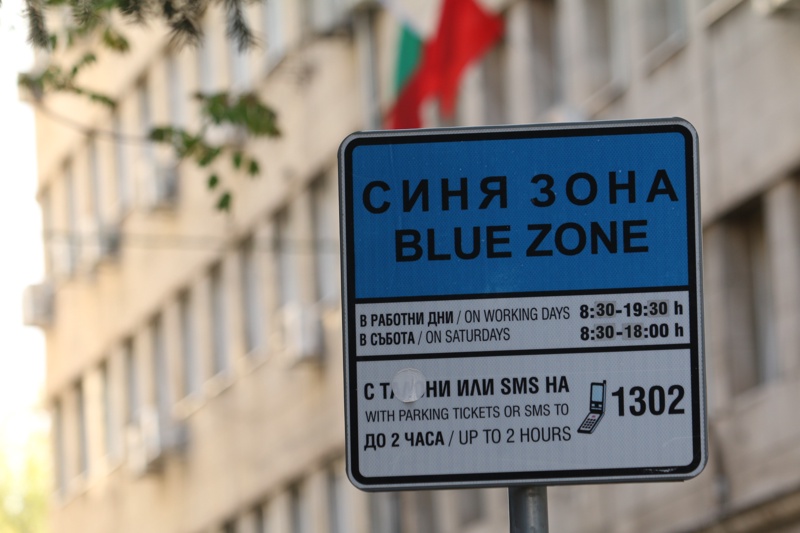 СИНЯ ЗОНА
BLUE ZONE
В РАБОТНИ ДНИ / ON WORKING DAYS 8:30-19:30 h
В СЪБОТА / ON SATURDAYS 8:30-18:00 h
С ИЛИ SMS НА
WITH PARKING TICKETS OR SMS TO
1302
ДО 2 ЧАСА / UP TO 2 HOURS